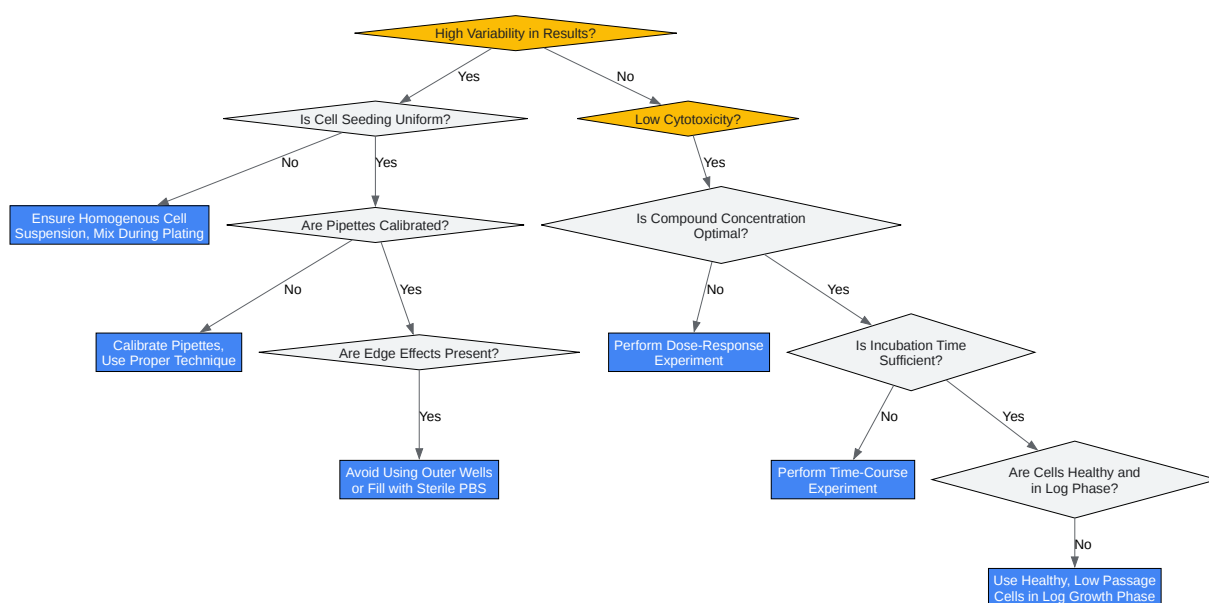 High Variability in Results?
Yes
No
Is Cell Seeding Uniform?
Low Cytotoxicity?
No
Yes
Yes
Ensure Homogenous Cell
Suspension, Mix During Plating
Are Pipettes Calibrated?
Is Compound Concentration
Optimal?
No
Yes
No
Yes
Calibrate Pipettes,
Use Proper Technique
Are Edge Effects Present?
Perform Dose-Response
Experiment
Is Incubation Time
Sufficient?
Yes
No
Yes
Avoid Using Outer Wells
or Fill with Sterile PBS
Perform Time-Course
Experiment
Are Cells Healthy and
in Log Phase?
No
Use Healthy, Low Passage
Cells in Log Growth Phase